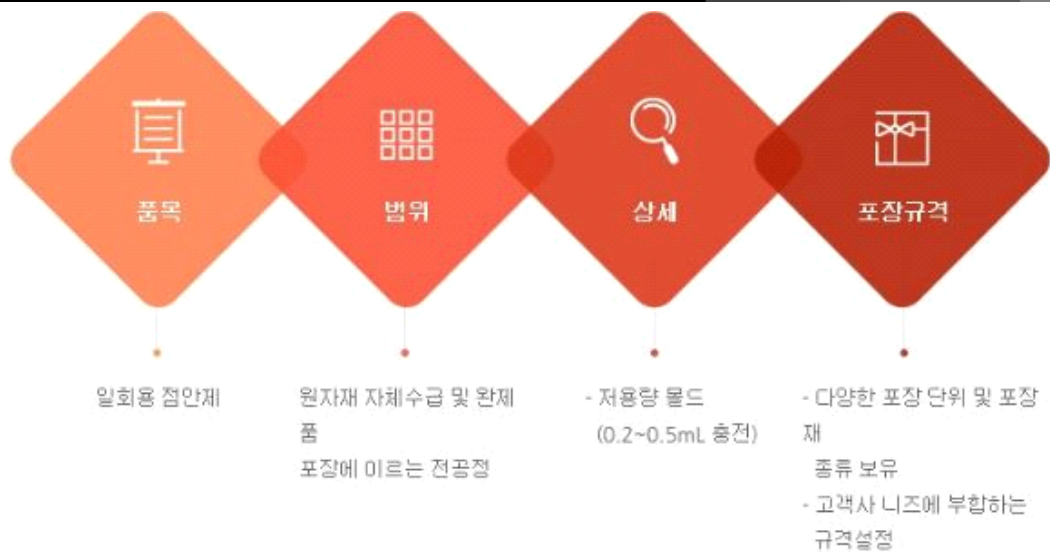 품목
범위
상세
포장규격
일회용 점안제
원자재 자체수급 및 완제
품
포장에 이르는 전공정
- 저용량 몰드
(0.2~0.5mL 충전)
- 다양한 포장 단위 및 포장
재
종류 보유
- 고객사 니즈에 부합하는
규격설정